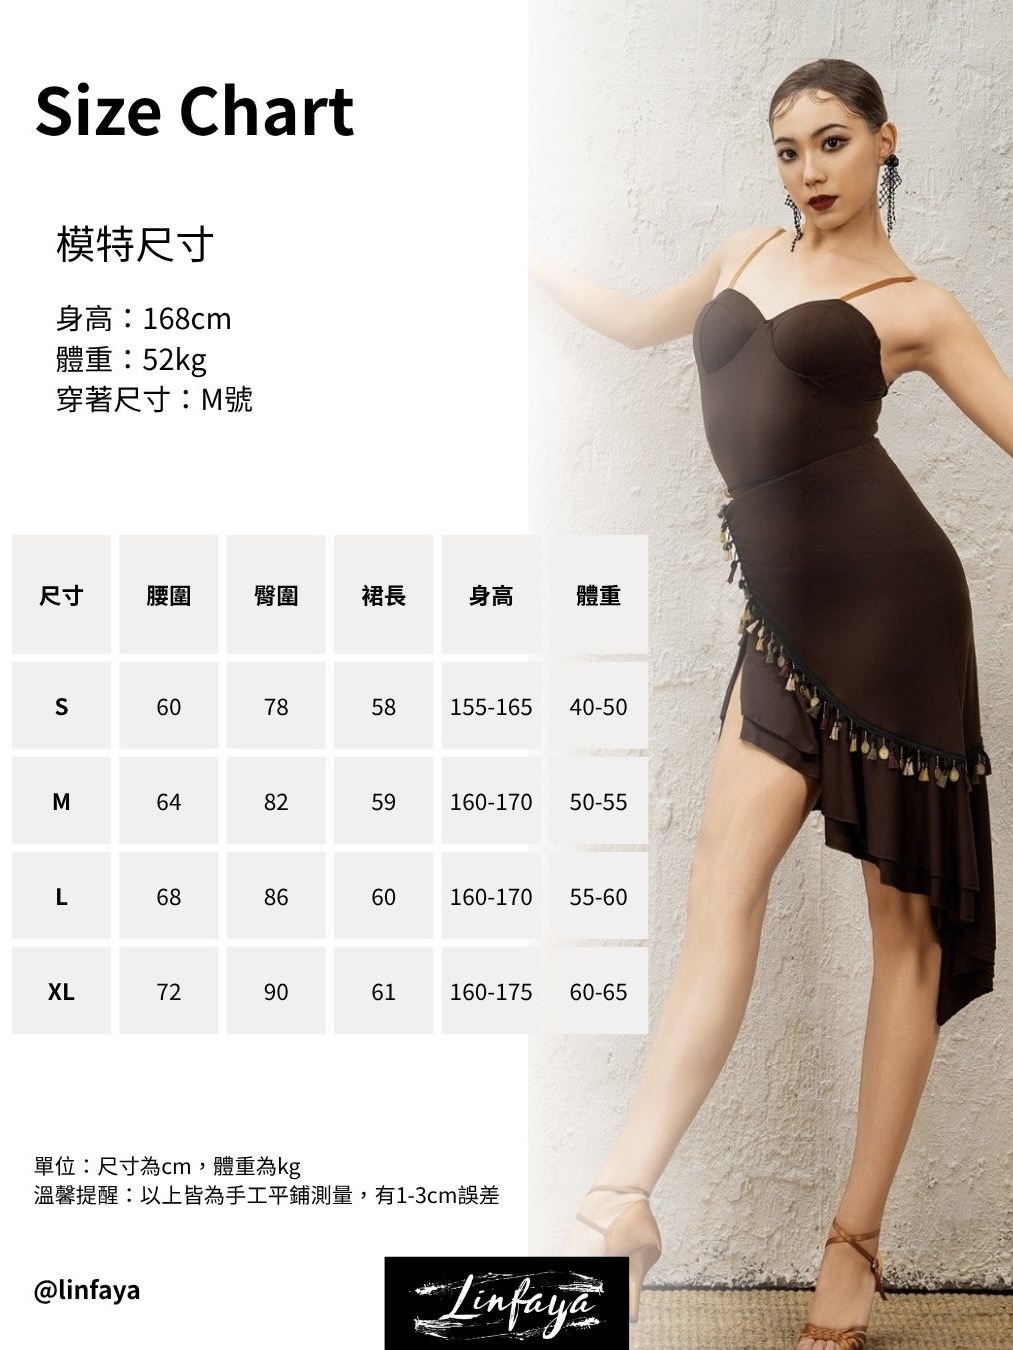 Size Chart
模特尺寸
身高：168cm
體重：52kg
穿著尺寸：M號
尺寸 腰圍 臀圍 裙長 身高 體重
S 60 78 58 155-165 40-50
M 64 82 59 160-170 50-55
L 68 86 60 160-170 55-60
XL 72 90 61 160-175 60-65
單位：尺寸為cm，體重為kg
溫馨提醒：以上皆為手工平鋪測量，有1-3cm誤差
@linfaya
Linfaya